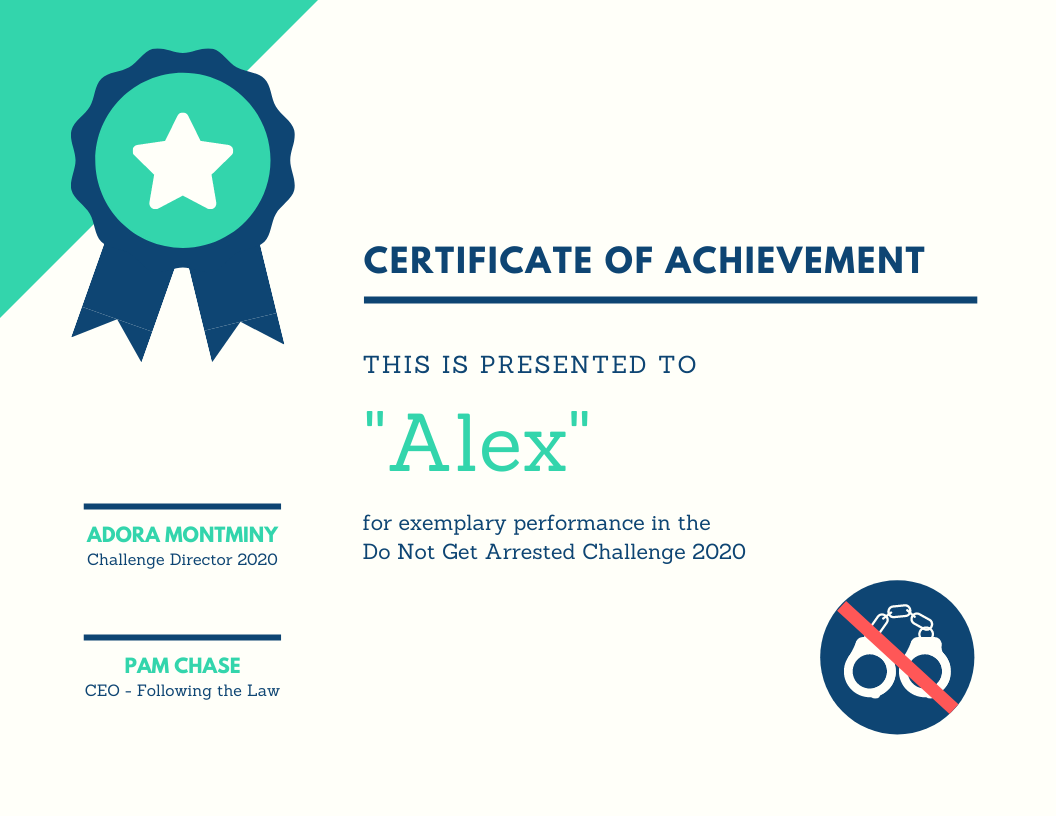 CERTIFICATE OF ACHIEVEMENT
THIS IS PRESENTED TO
"Alex"
for exemplary performance in the
Do Not Get Arrested Challenge 2020
ADORA MONTMINY
Challenge Director 2020
PAM CHASE
CEO - Following the Law